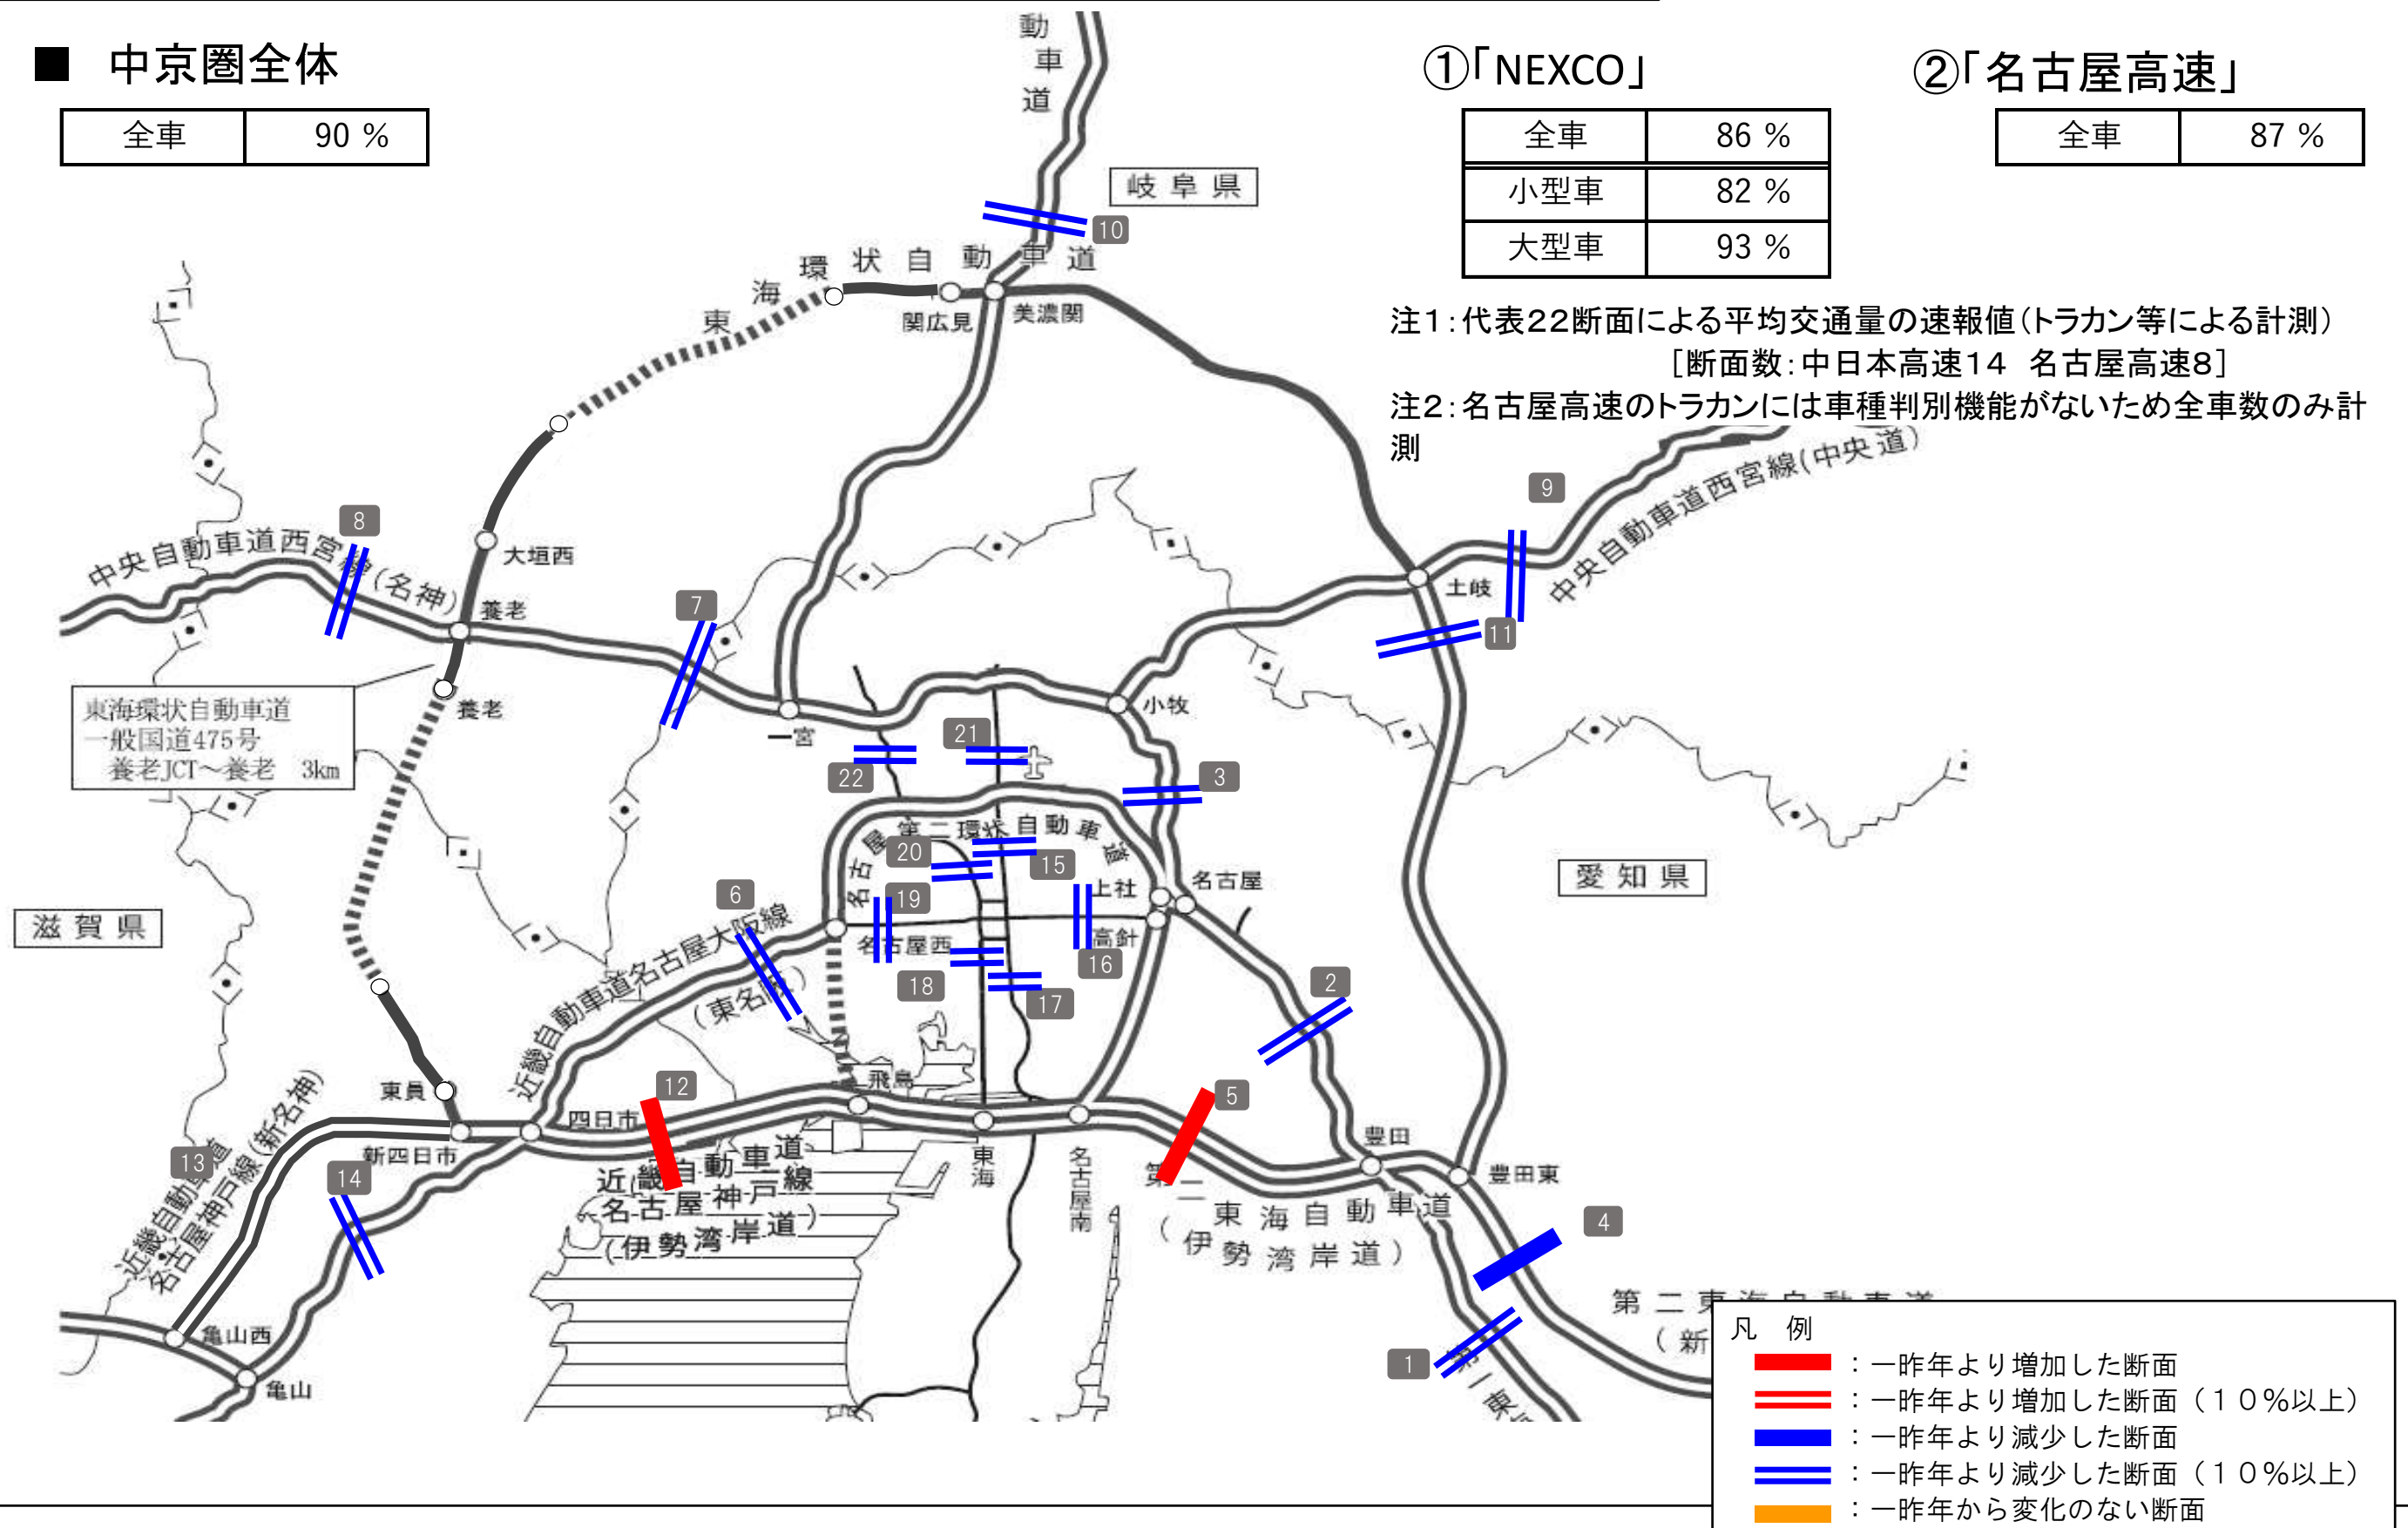 ■ 中京圏全体
全車 90 %
①「NEXCO」
全車 86 %
小型車 82 %
大型車 93 %
②「名古屋高速」
全車 87 %
注1：代表22断面による平均交通量の速報値（トラカン等による計測）
［断面数：中日本高速14 名古屋高速8］
注2：名古屋高速のトラカンには車種判別機能がないため全車数のみ計
測
動車道
岐阜県
10
東海環状自動車道
関広見
美濃関
9
中央自動車道西宮線(中央道)
8
中央自動車道西宮線(名神)
大垣西
養老
7
土岐
11
養老
東海環状自動車道
一般国道475号
養老JCT～養老 3km
一宮
小牧
21
22
3
名古屋第二環状自動車道
20
15
上社
名古屋
愛知県
19
6
滋賀県
名古屋西
高針
16
18
17
2
近畿自動車道名古屋大阪線
(東名阪)
東員
12
飛島
5
四日市
新四日市
13
14
近畿自動車道
名古屋神戸線(新名神)
近畿自動車道
名古屋神戸線
(伊勢湾岸道)
東海
名古屋南
豊田
豊田東
第二東海自動車道
(伊勢湾岸道)
4
亀山西
亀山
1
第二東海自動車道
(新
凡 例
：一昨年より増加した断面
：一昨年より増加した断面（１０％以上）
：一昨年より減少した断面
：一昨年より減少した断面（１０％以上）
：一昨年から変化のない断面